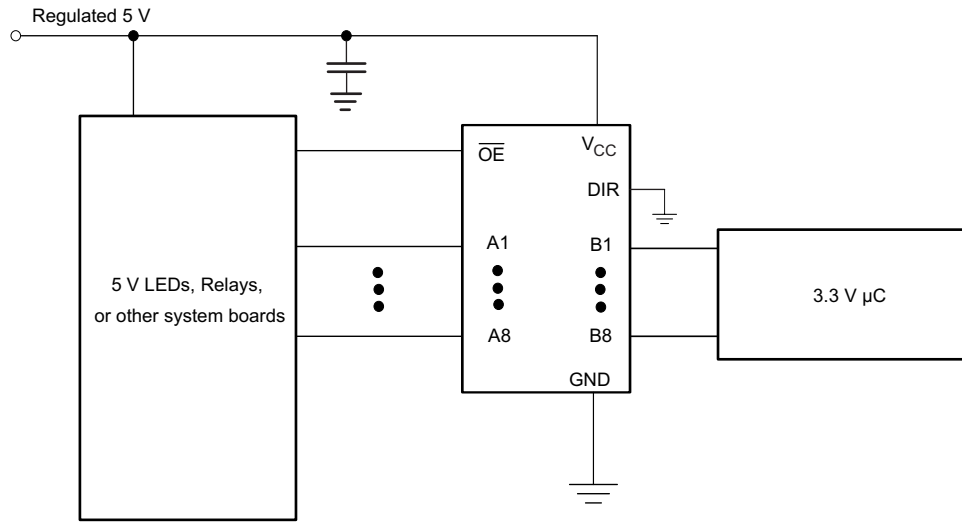 Regulated 5 V
OE
VCC
DIR
A1
B1
5 V LEDs, Relays,
or other system boards
3.3 V µC
A8
B8
GND